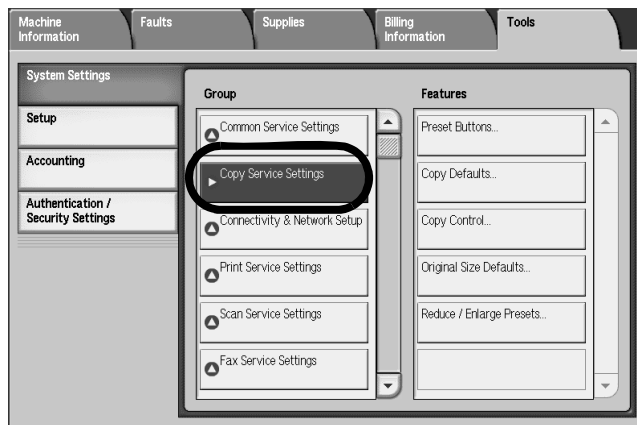 Machine
Information
Faults
Supplies
Billing
Information
Tools
System Settings
Setup
Accounting
Authentication /
Security Settings
Group
Common Service Settings
Copy Service Settings
Connectivity & Network Setup
Print Service Settings
Scan Service Settings
Fax Service Settings
Features
Preset Buttons...
Copy Defaults...
Copy Control...
Original Size Defaults...
Reduce / Enlarge Presets...